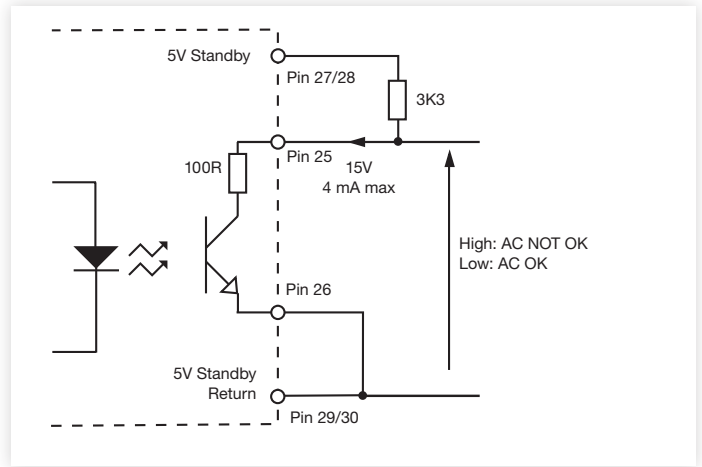 5V Standby
Pin 27/28
3K3
100R
Pin 25
15V
4 mA max
High: AC NOT OK
Low: AC OK
Pin 26
5V Standby
Return
Pin 29/30